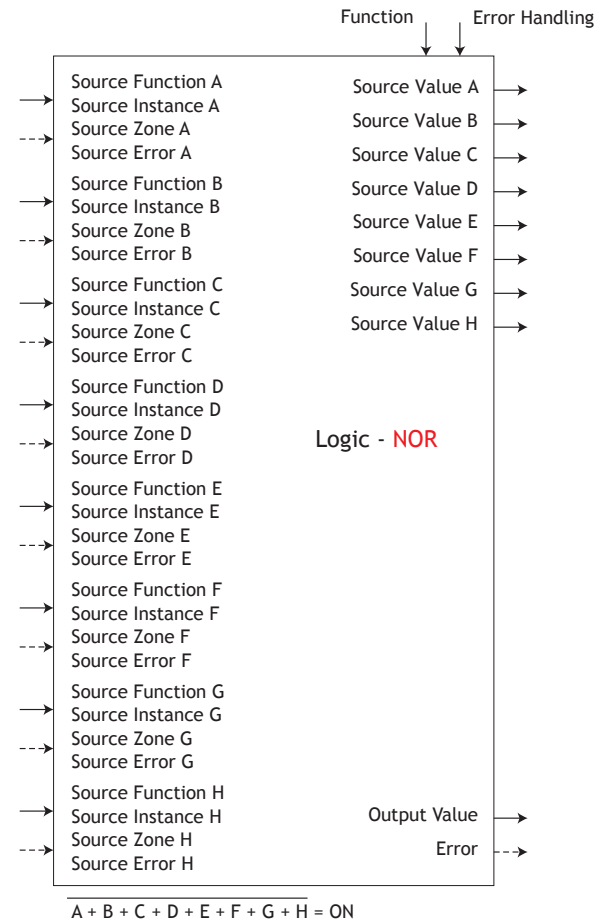 Function
Error Handling
Source Function A
Source Instance A
Source Zone A
Source Error A
Source Function B
Source Instance B
Source Zone B
Source Error B
Source Function C
Source Instance C
Source Zone C
Source Error C
Source Function D
Source Instance D
Source Zone D
Source Error D
Source Function E
Source Instance E
Source Zone E
Source Error E
Source Function F
Source Instance F
Source Zone F
Source Error F
Source Function G
Source Instance G
Source Zone G
Source Error G
Source Function H
Source Instance H
Source Zone H
Source Error H
Source Value A
Source Value B
Source Value C
Source Value D
Source Value E
Source Value F
Source Value G
Source Value H
Logic - NOR
Output Value
Error
A + B + C + D + E + F + G + H = ON